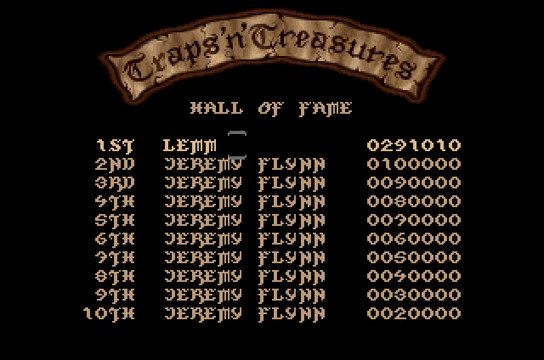 Traps'n'Treasures
HALL OF FAME
1ST LEMM 0291010
2ND JEREMY FLYNN 0100000
3RD JEREMY FLYNN 0090000
4TH JEREMY FLYNN 0080000
5TH JEREMY FLYNN 0070000
6TH JEREMY FLYNN 0060000
7TH JEREMY FLYNN 0050000
8TH JEREMY FLYNN 0040000
9TH JEREMY FLYNN 0030000
10TH JEREMY FLYNN 0020000